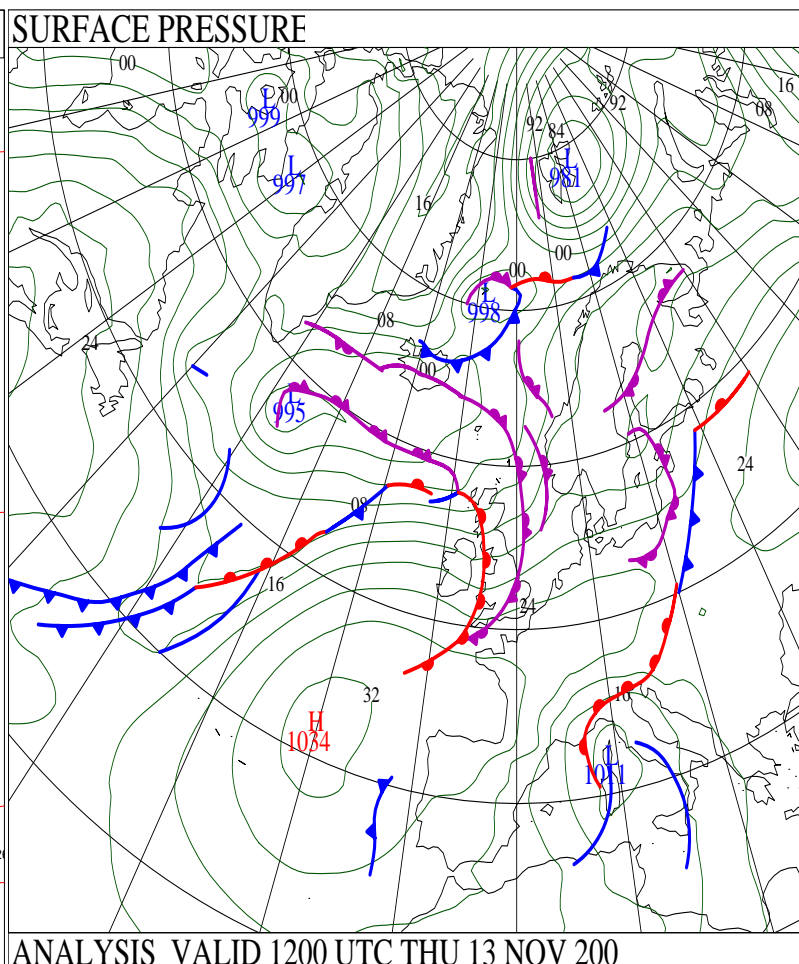 SURFACE PRESSURE
00
16
L
999
00
92
08
92
84
L
997
L
981
16
00
00
L
998
08
24
00
L
995
24
08
16
24
32
16
H
1034
L
1011
ANALYSIS VALID 1200 UTC THU 13 NOV 200